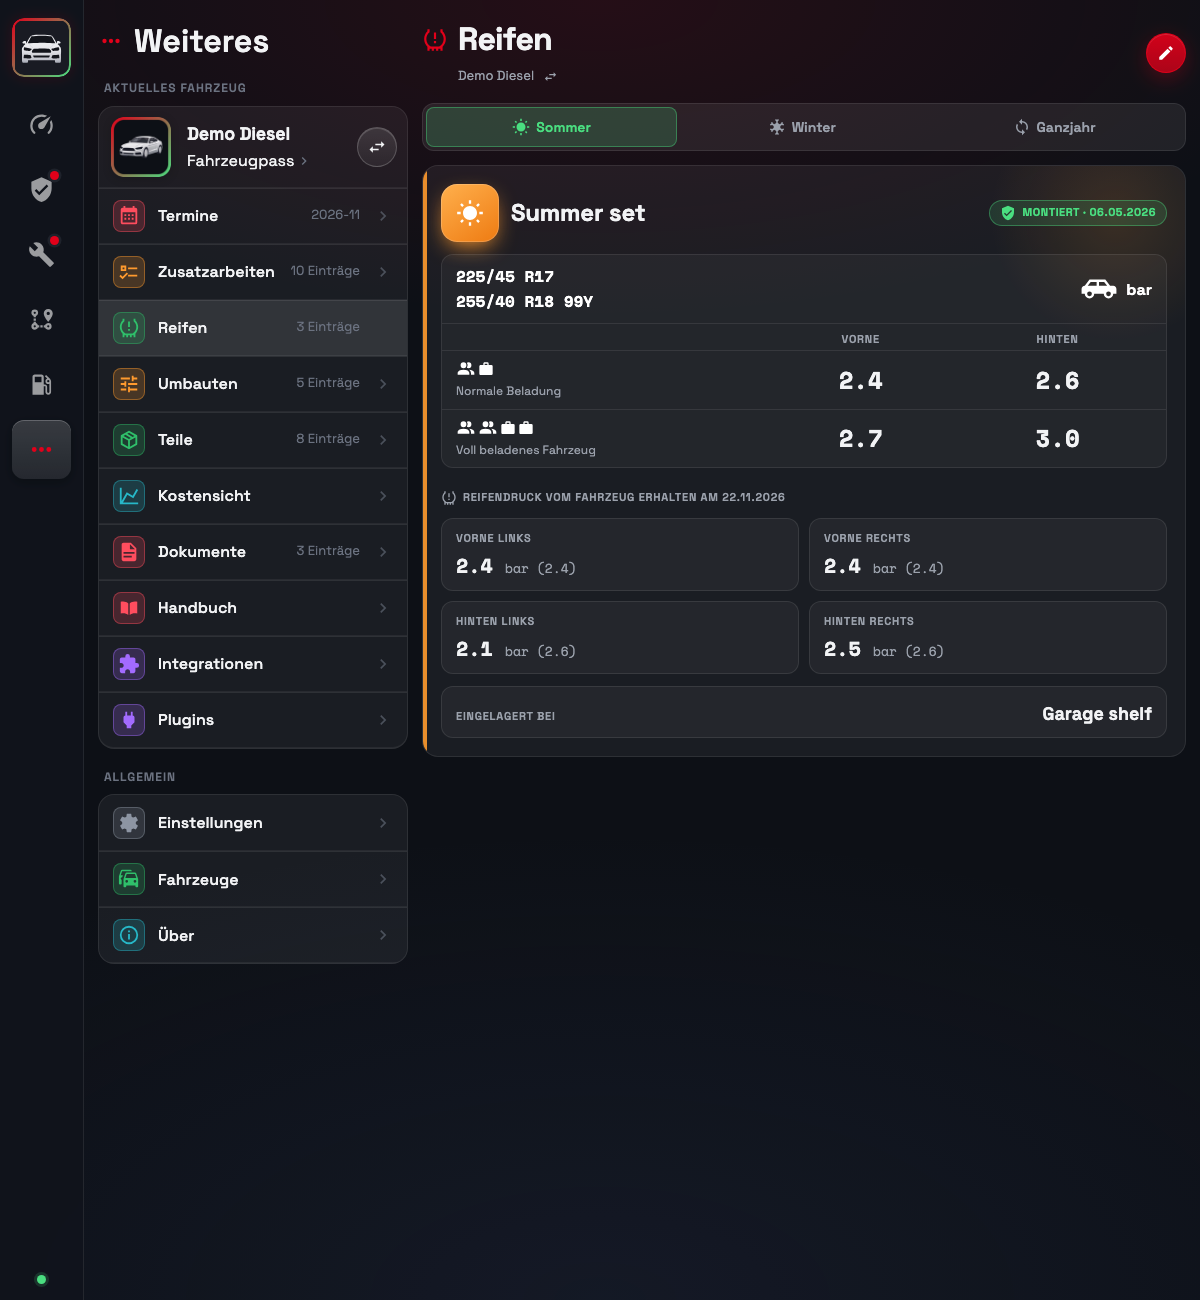 Weiteres
AKTUELLES FAHRZEUG
Demo Diesel
Fahrzeugpass
Termine 2026-11
Zusatzarbeiten 10 Einträge
Reifen 3 Einträge
Umbauten 5 Einträge
Teile 8 Einträge
Kostensicht
Dokumente 3 Einträge
Handbuch
Integrationen
Plugins
ALLGEMEIN
Einstellungen
Fahrzeuge
Über
Reifen
Demo Diesel
Sommer Winter Ganzjahr
Summer set MONTIERT · 06.05.2026
225/45 R17
255/40 R18 99Y
bar
VORNE HINTEN
Normale Beladung 2.4 2.6
Voll beladenes Fahrzeug 2.7 3.0
REIFENDRUCK VOM FAHRZEUG ERHALTEN AM 22.11.2026
VORNE LINKS
2.4 bar (2.4)
VORNE RECHTS
2.4 bar (2.4)
HINTEN LINKS
2.1 bar (2.6)
HINTEN RECHTS
2.5 bar (2.6)
EINGELAGERT BEI Garage shelf